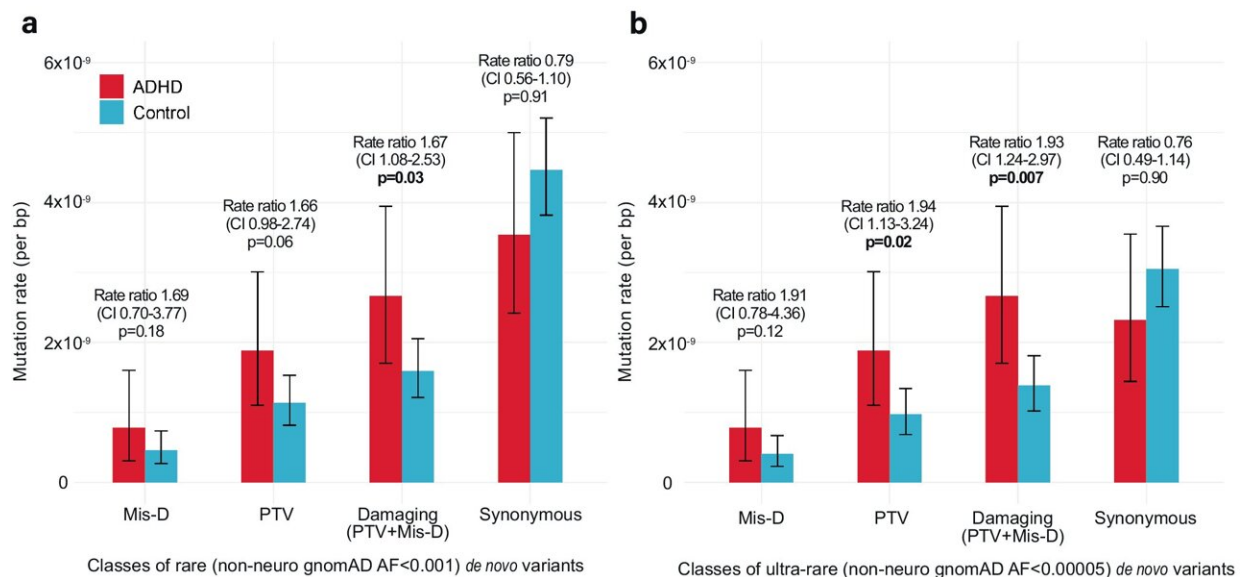 a
Mutation rate (per bp)
6x10⁻⁹
4x10⁻⁹
2x10⁻⁹
0
ADHD
Control
Rate ratio 1.69
(CI 0.70-3.77)
p=0.18
Rate ratio 1.66
(CI 0.98-2.74)
p=0.06
Rate ratio 1.67
(CI 1.08-2.53)
p=0.03
Rate ratio 0.79
(CI 0.56-1.10)
p=0.91
Mis-D
PTV
Damaging
(PTV+Mis-D)
Synonymous
Classes of rare (non-neuro gnomAD AF<0.001) de novo variants
b
Mutation rate (per bp)
6x10⁻⁹
4x10⁻⁹
2x10⁻⁹
0
Rate ratio 1.91
(CI 0.78-4.36)
p=0.12
Rate ratio 1.94
(CI 1.13-3.24)
p=0.02
Rate ratio 1.93
(CI 1.24-2.97)
p=0.007
Rate ratio 0.76
(CI 0.49-1.14)
p=0.90
Mis-D
PTV
Damaging
(PTV+Mis-D)
Synonymous
Classes of ultra-rare (non-neuro gnomAD AF<0.00005) de novo variants